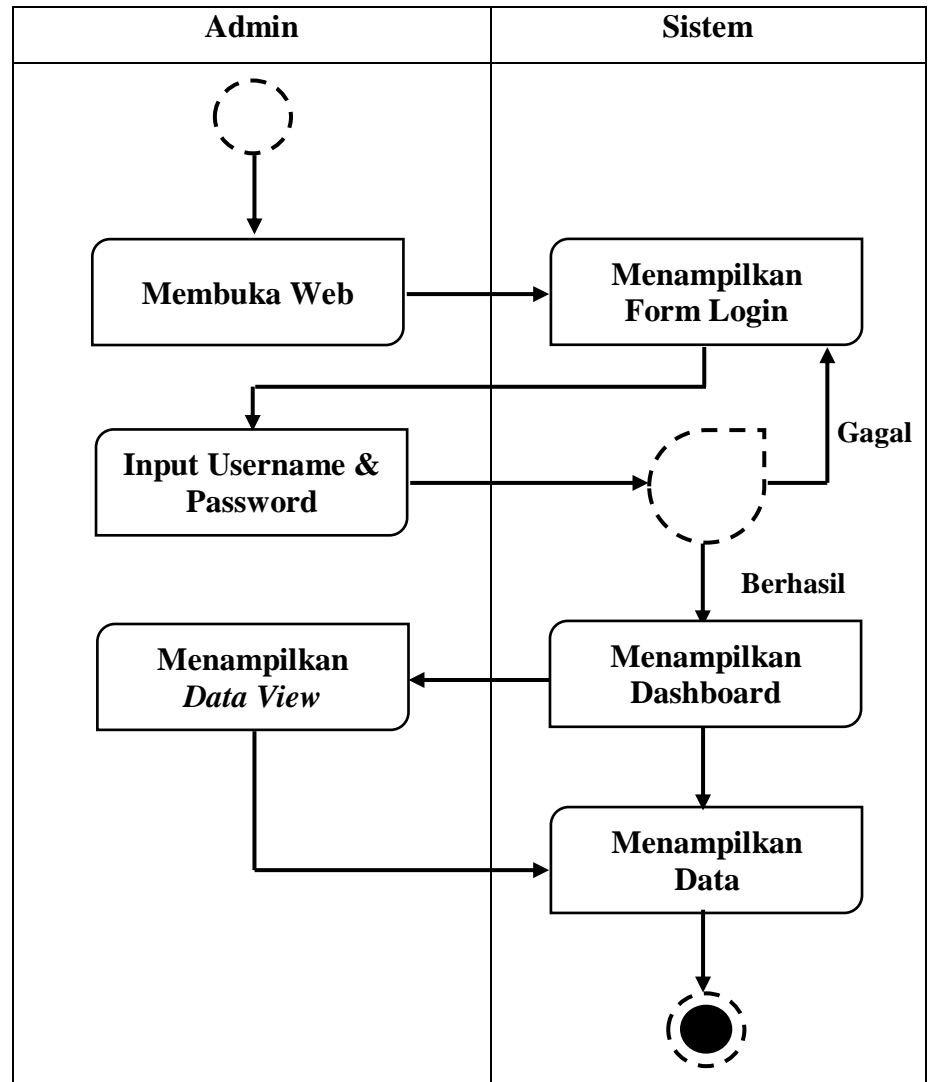 Admin
Sistem
Membuka Web
Menampilkan
Form Login
Input Username &
Password
Gagal
Berhasil
Menampilkan
Dashboard
Menampilkan
Data View
Menampilkan
Data